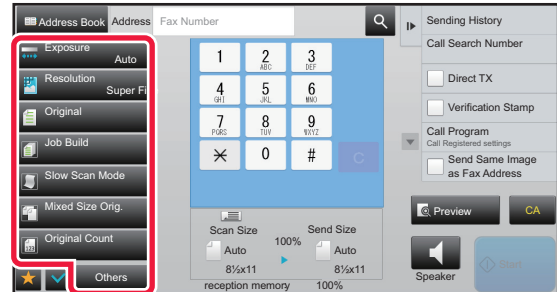 Address Book Address Fax Number
Sending History
Call Search Number
Direct TX
Verification Stamp
Call Program
Call Registered settings
Send Same Image
as Fax Address
Preview
CA
Speaker
Start
Exposure
Auto
Resolution
Super Fi
Original
Job Build
Slow Scan Mode
Mixed Size Orig.
Original Count
123
Others
1 2 3
ABC DEF
4 5 6
GHI JKL MNO
7 8 9
PQRS TUV WXYZ
0 #
C
Scan Size Send Size
100%
Auto Auto
8½x11 8½x11
reception memory 100%